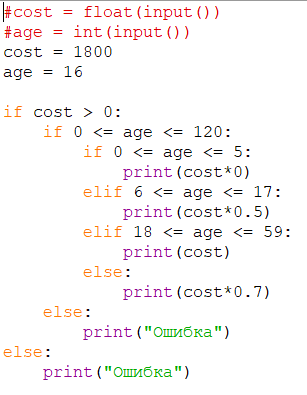 #cost = float(input())
#age = int(input())
cost = 1800
age = 16

if cost > 0:
    if 0 <= age <= 120:
        if 0 <= age <= 5:
            print(cost*0)
        elif 6 <= age <= 17:
            print(cost*0.5)
        elif 18 <= age <= 59:
            print(cost)
        else:
            print(cost*0.7)
    else:
        print("Ошибка")
else:
    print("Ошибка")